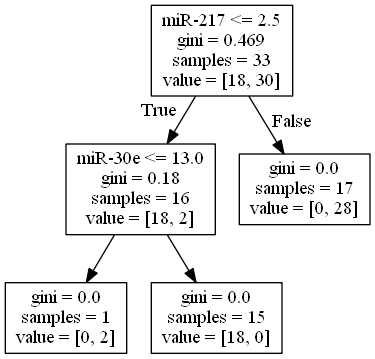 miR-217 <= 2.5
gini = 0.469
samples = 33
value = [18, 30]
True
False
miR-30e <= 13.0
gini = 0.18
samples = 16
value = [18, 2]
gini = 0.0
samples = 17
value = [0, 28]
gini = 0.0
samples = 1
value = [0, 2]
gini = 0.0
samples = 15
value = [18, 0]